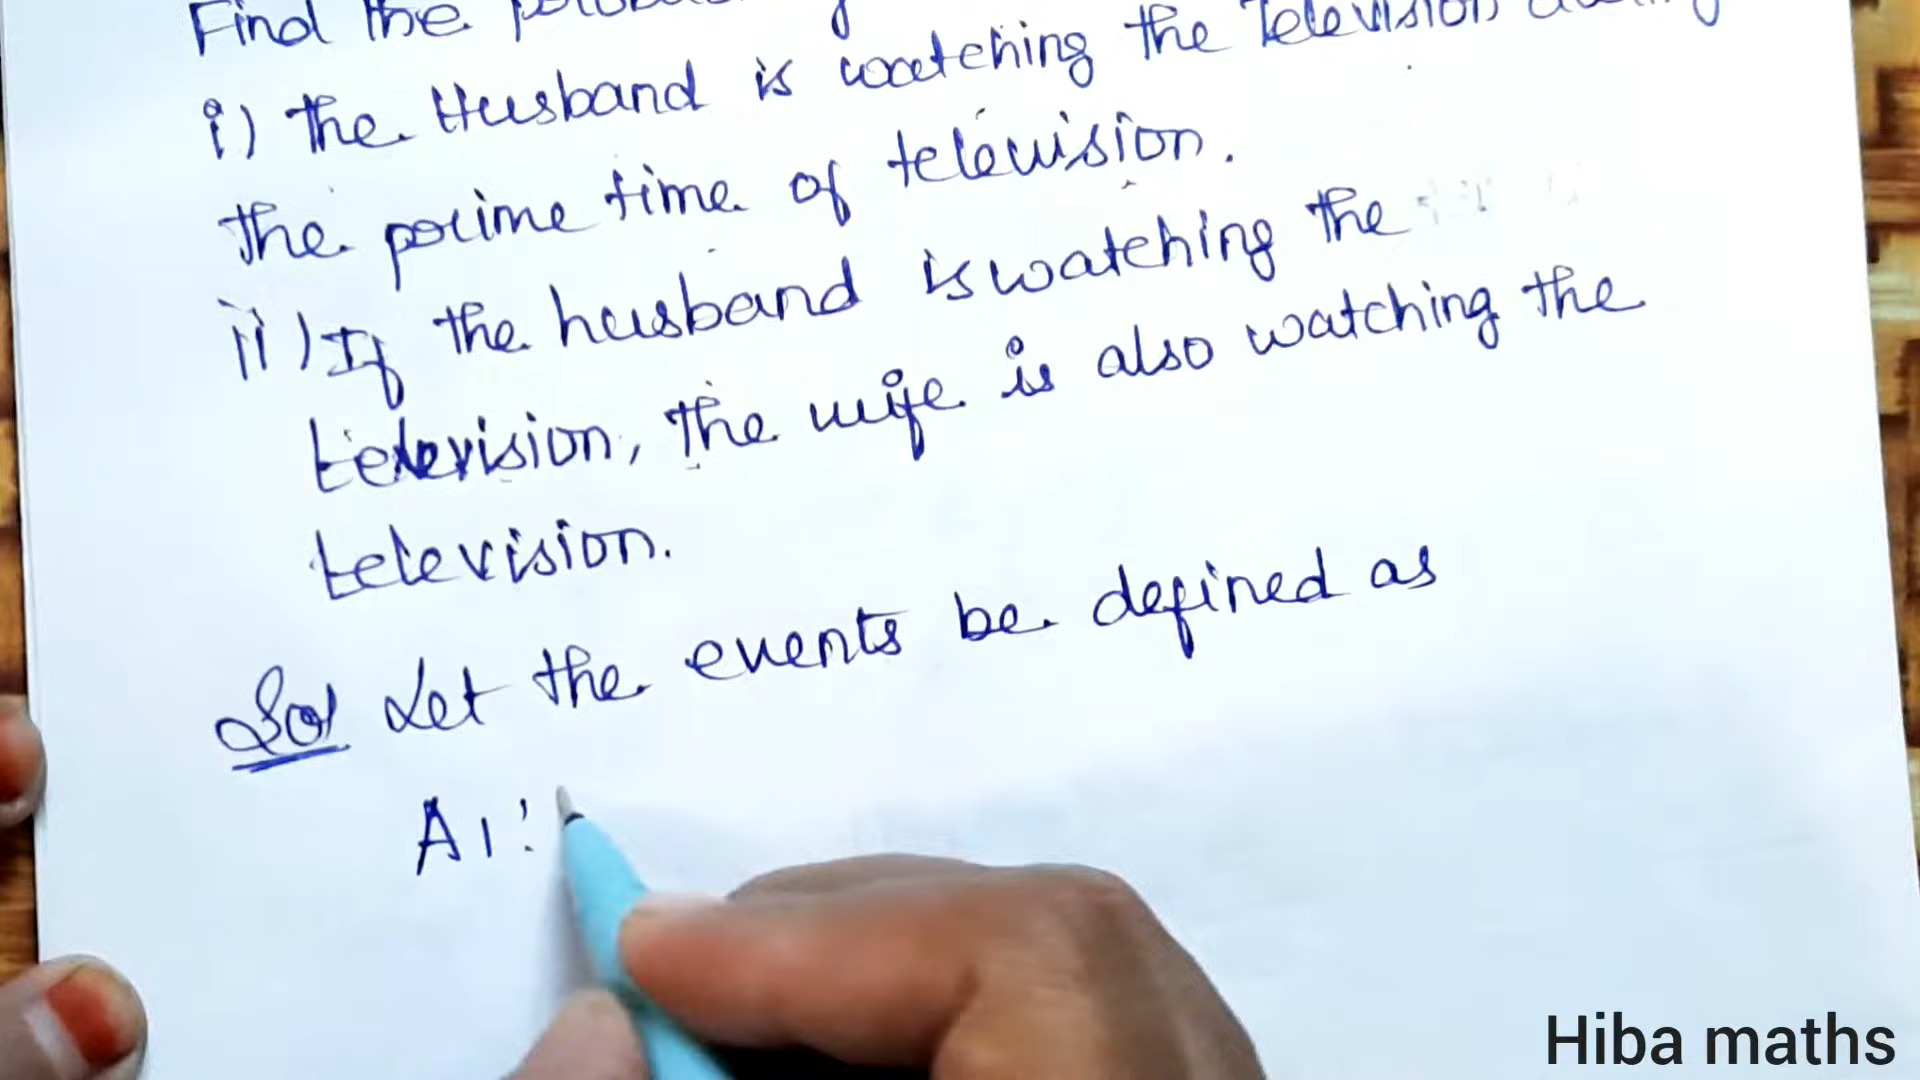 Find the
i) the Husband is watching the Television
the prime time of television.
ii) If the husband is watching the
television, the wife is also watching the
television.
Sol Let the events be defined as
A1:
Hiba maths